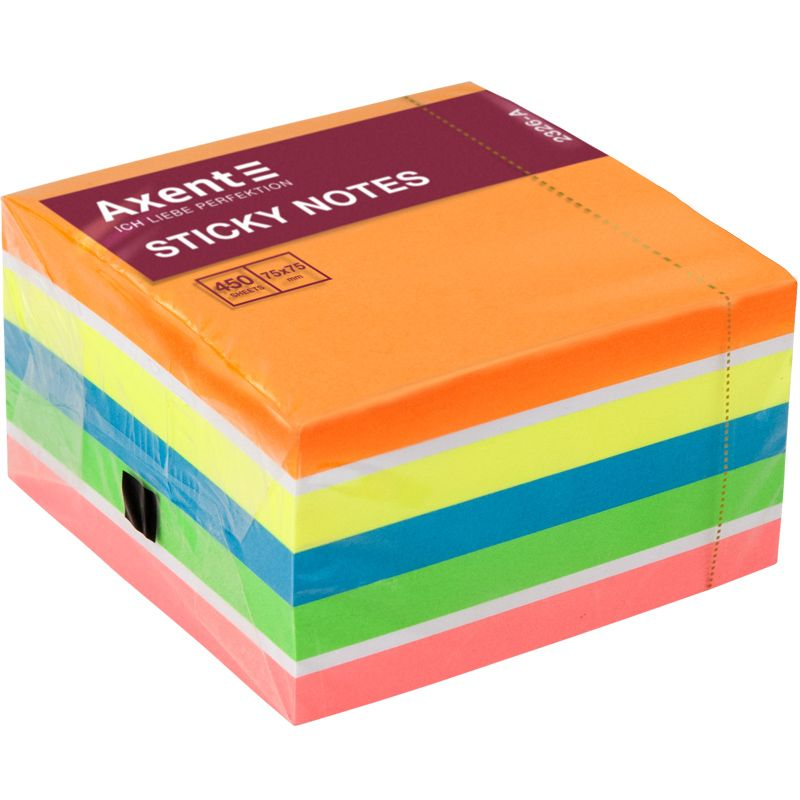 Axent
ICH LIEBE PERFEKTION
STICKY NOTES
2326-A
450
SHEETS
75x75
mm